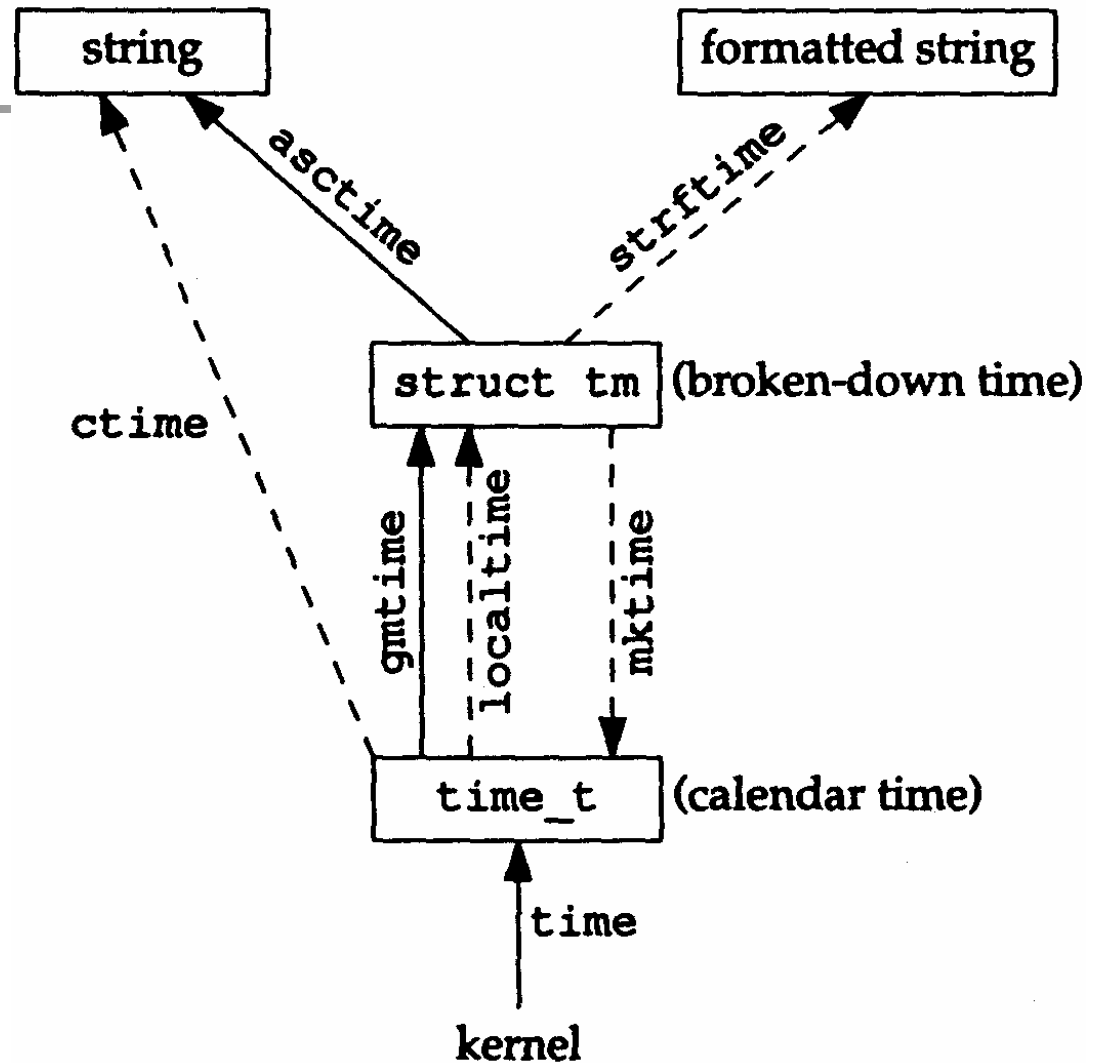 string
formatted string
asctime
strftime
struct tm
(broken-down time)
ctime
gmtime
localtime
mktime
time_t
(calendar time)
time
kernel